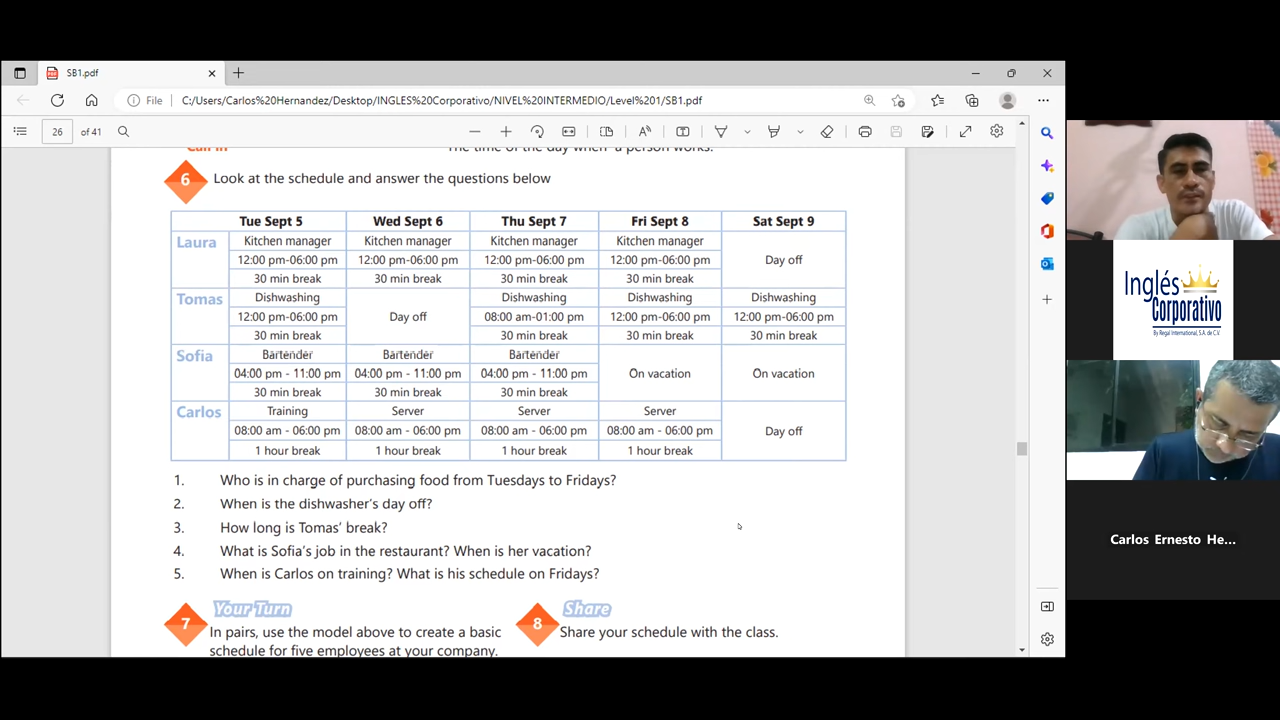 SB1.pdf
File C:/Users/Carlos%20Hernandez/Desktop/INGLES%20Corporativo/NIVEL%20INTERMEDIO/Level%201/SB1.pdf
26 of 41
Call in The time of the day when a person works.
6 Look at the schedule and answer the questions below
Tue Sept 5 Wed Sept 6 Thu Sept 7 Fri Sept 8 Sat Sept 9
Laura Kitchen manager Kitchen manager Kitchen manager Kitchen manager
12:00 pm-06:00 pm 12:00 pm-06:00 pm 12:00 pm-06:00 pm 12:00 pm-06:00 pm Day off
30 min break 30 min break 30 min break 30 min break
Tomas Dishwashing Dishwashing Dishwashing Dishwashing
12:00 pm-06:00 pm Day off 08:00 am-01:00 pm 12:00 pm-06:00 pm 12:00 pm-06:00 pm
30 min break 30 min break 30 min break 30 min break
Sofia Bartender Bartender Bartender
04:00 pm - 11:00 pm 04:00 pm - 11:00 pm 04:00 pm - 11:00 pm On vacation On vacation
30 min break 30 min break 30 min break
Carlos Training Server Server Server
08:00 am - 06:00 pm 08:00 am - 06:00 pm 08:00 am - 06:00 pm 08:00 am - 06:00 pm Day off
1 hour break 1 hour break 1 hour break 1 hour break
1. Who is in charge of purchasing food from Tuesdays to Fridays?
2. When is the dishwasher's day off?
3. How long is Tomas' break?
4. What is Sofia's job in the restaurant? When is her vacation?
5. When is Carlos on training? What is his schedule on Fridays?
7 Your Turn
In pairs, use the model above to create a basic
schedule for five employees at your company.
8 Share
Share your schedule with the class.
Inglés
Corporativo
By Regal International, S.A. de C.V.
Carlos Ernesto He...